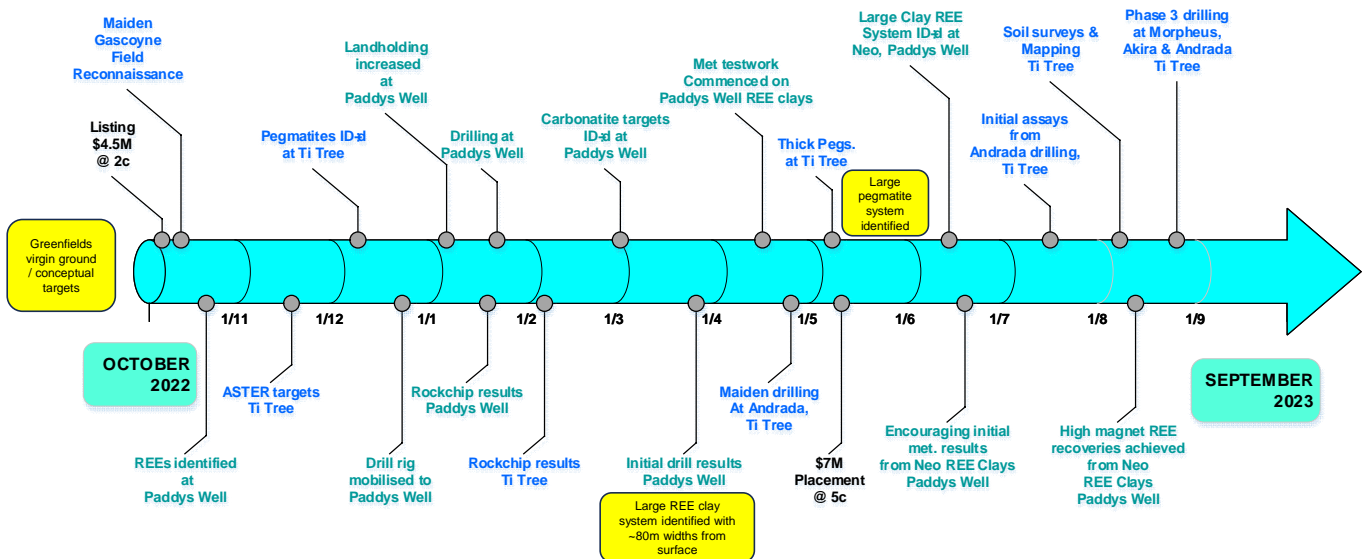 Maiden
Gascoyne
Field
Reconnaissance
Listing
$4.5M
@ 2c
Pegmatites ID'd
at Ti Tree
Landholding
increased
at
Paddys Well
Drilling at
Paddys Well
Carbonatite targets
ID'd at
Paddys Well
Met testwork
Commenced on
Paddys Well REE clays
Thick Pegs.
at Ti Tree
Large
pegmatite
system
identified
Large Clay REE
System ID'd at
Neo, Paddys Well
Initial assays
from
Andrada drilling,
Ti Tree
Soil surveys &
Mapping
Ti Tree
Phase 3 drilling
at Morpheus,
Akira & Andrada
Ti Tree
Greenfields
virgin ground
/ conceptual
targets
1/11
1/12
1/1
1/2
1/3
1/4
1/5
1/6
1/7
1/8
1/9
OCTOBER
2022
SEPTEMBER
2023
REEs identified
at
Paddys Well
ASTER targets
Ti Tree
Drill rig
mobilised to
Paddys Well
Rockchip results
Paddys Well
Rockchip results
Ti Tree
Initial drill results
Paddys Well
Large REE clay
system identified with
~80m widths from
surface
Maiden drilling
At Andrada,
Ti Tree
$7M
Placement
@ 5c
Encouraging initial
met. results
from Neo REE Clays
Paddys Well
High magnet REE
recoveries achieved
from Neo
REE Clays
Paddys Well